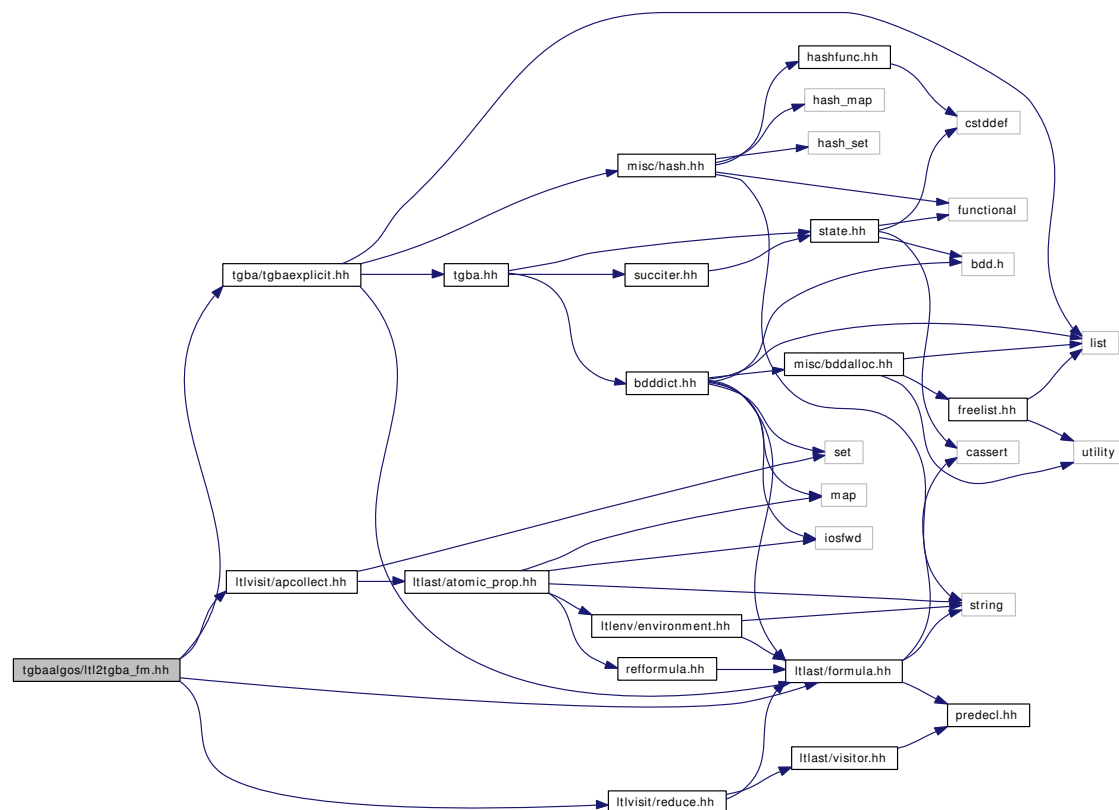 hashfunc.hh
hash_map
cstddef
hash_set
misc/hash.hh
functional
state.hh
bdd.h
tgba/tgbaexplicit.hh
tgba.hh
succiter.hh
list
misc/bddalloc.hh
bdddict.hh
freelist.hh
set
cassert
utility
map
iosfwd
ltlvisit/apcollect.hh
ltlast/atomic_prop.hh
string
ltlenv/environment.hh
tgbaalgos/ltl2tgba_fm.hh
refformula.hh
ltlast/formula.hh
predecl.hh
ltlast/visitor.hh
ltlvisit/reduce.hh